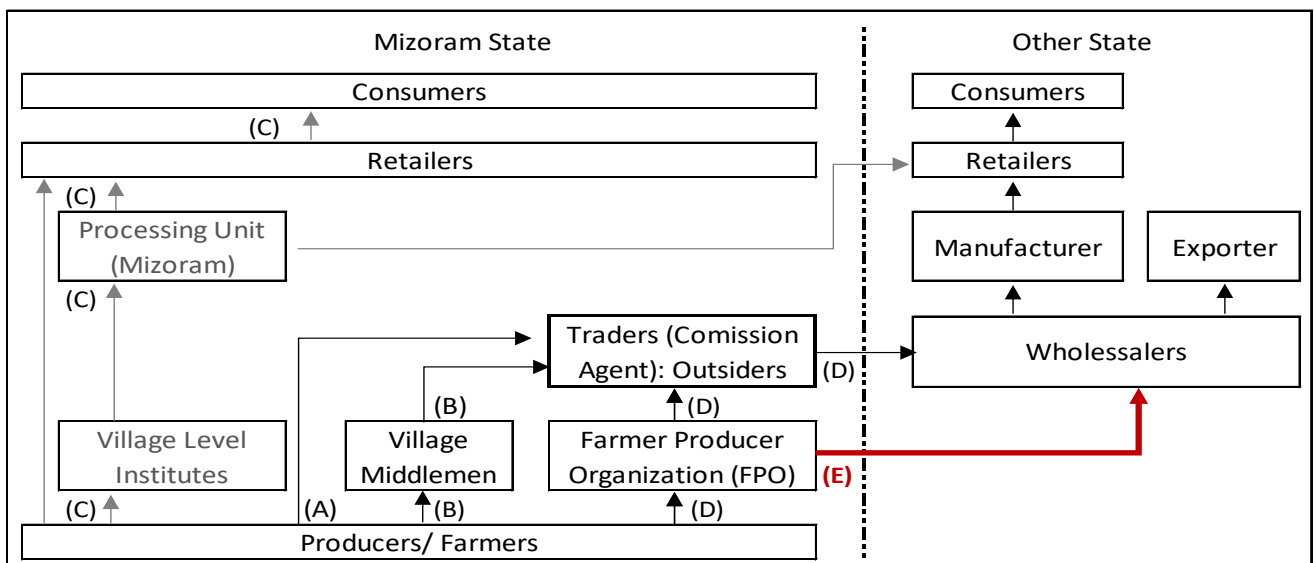 Mizoram State
Other State
Consumers
Consumers
(C)
Retailers
Retailers
(C)
Processing Unit
(Mizoram)
Manufacturer
Exporter
(C)
Traders (Comission
Agent): Outsiders
(D)
Wholessalers
(B)
(D)
Village Level
Institutes
Village
Middlemen
Farmer Producer
Organization (FPO)
(E)
(C)
(A)
(B)
(D)
Producers/ Farmers